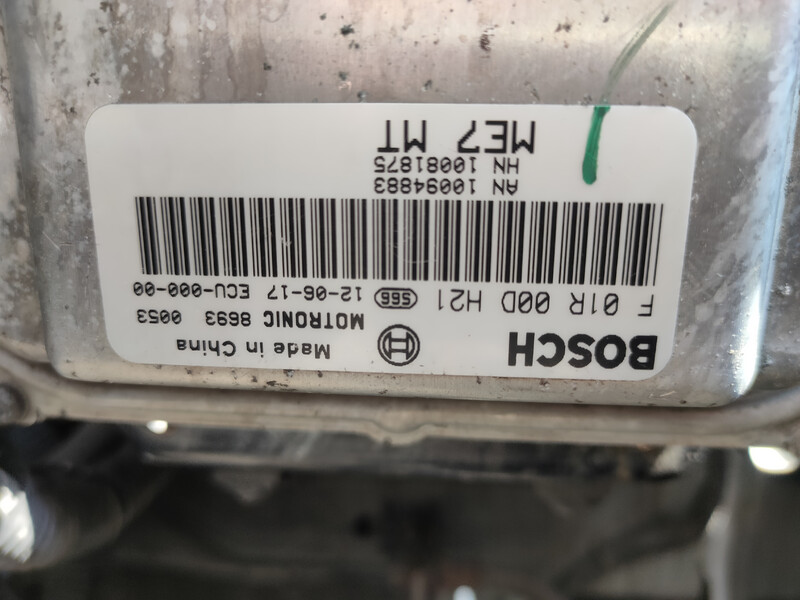 BOSCH
Made in China
F 01R 00D H21
MOTRONIC 8693 0053
S66 12-06-17 ECU-000-00
AN 10094883
HN 10081875
ME7 MT